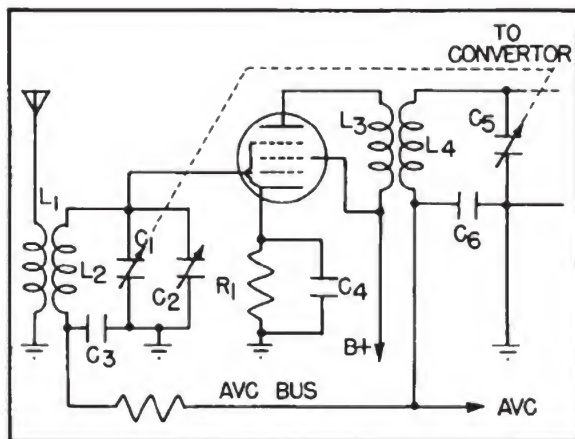 TO
CONVERTOR
L3
L4
C5
L1
C1
L2
C2
C6
R1
C4
C3
B+
AVC BUS
AVC